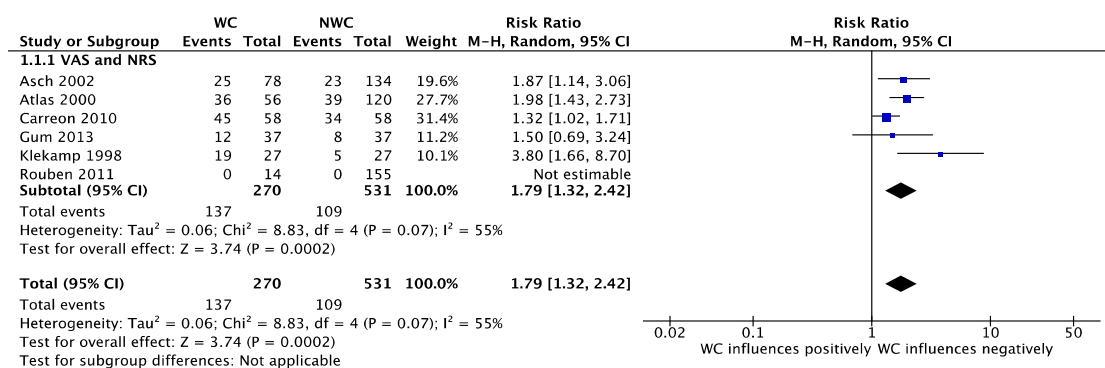 WC NWC Risk Ratio Risk Ratio
Study or Subgroup Events Total Events Total Weight M-H, Random, 95% CI M-H, Random, 95% CI
1.1.1 VAS and NRS
Asch 2002 25 78 23 134 19.6% 1.87 [1.14, 3.06]
Atlas 2000 36 56 39 120 27.7% 1.98 [1.43, 2.73]
Carreon 2010 45 58 34 58 31.4% 1.32 [1.02, 1.71]
Gum 2013 12 37 8 37 11.2% 1.50 [0.69, 3.24]
Klekamp 1998 19 27 5 27 10.1% 3.80 [1.66, 8.70]
Rouben 2011 0 14 0 155 Not estimable
Subtotal (95% CI) 270 531 100.0% 1.79 [1.32, 2.42]
Total events 137 109
Heterogeneity: Tau² = 0.06; Chi² = 8.83, df = 4 (P = 0.07); I² = 55%
Test for overall effect: Z = 3.74 (P = 0.0002)
Total (95% CI) 270 531 100.0% 1.79 [1.32, 2.42]
Total events 137 109
Heterogeneity: Tau² = 0.06; Chi² = 8.83, df = 4 (P = 0.07); I² = 55%
Test for overall effect: Z = 3.74 (P = 0.0002)
Test for subgroup differences: Not applicable
0.02 0.1 1 10 50
WC influences positively WC influences negatively